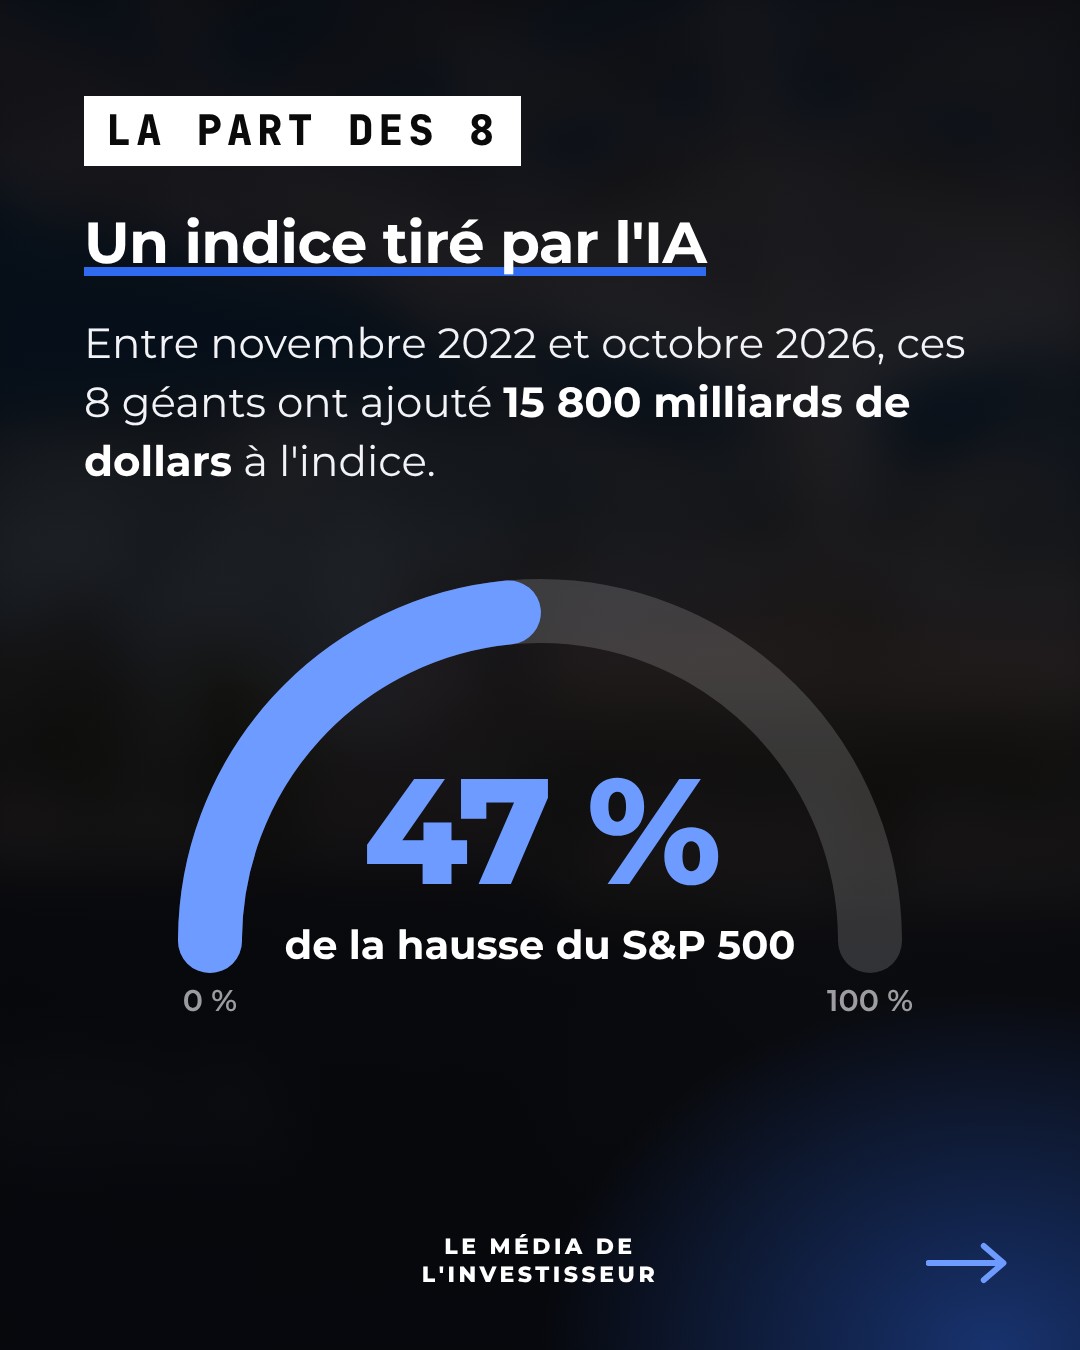 LA PART DES 8
Un indice tiré par l'IA
Entre novembre 2022 et octobre 2026, ces
8 géants ont ajouté 15 800 milliards de
dollars à l'indice.
47 %
de la hausse du S&P 500
0 %
100 %
LE MÉDIA DE
L'INVESTISSEUR